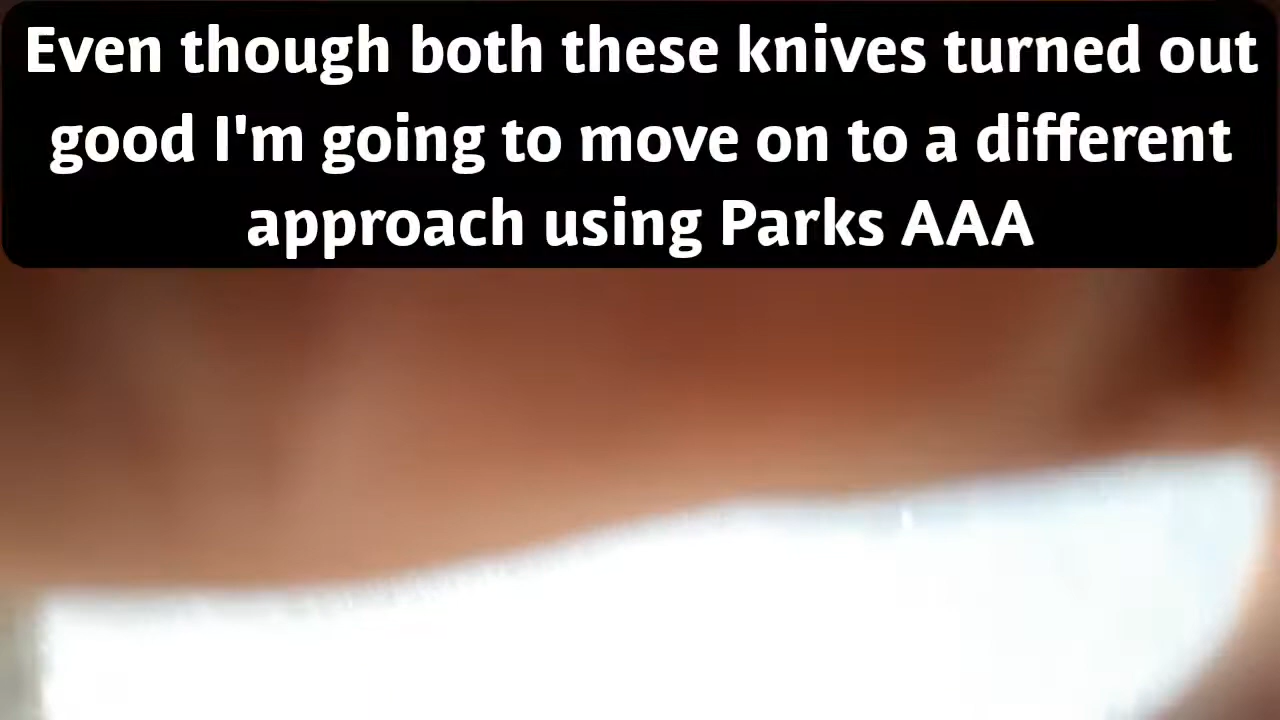 Even though both these knives turned out
good I'm going to move on to a different
approach using Parks AAA